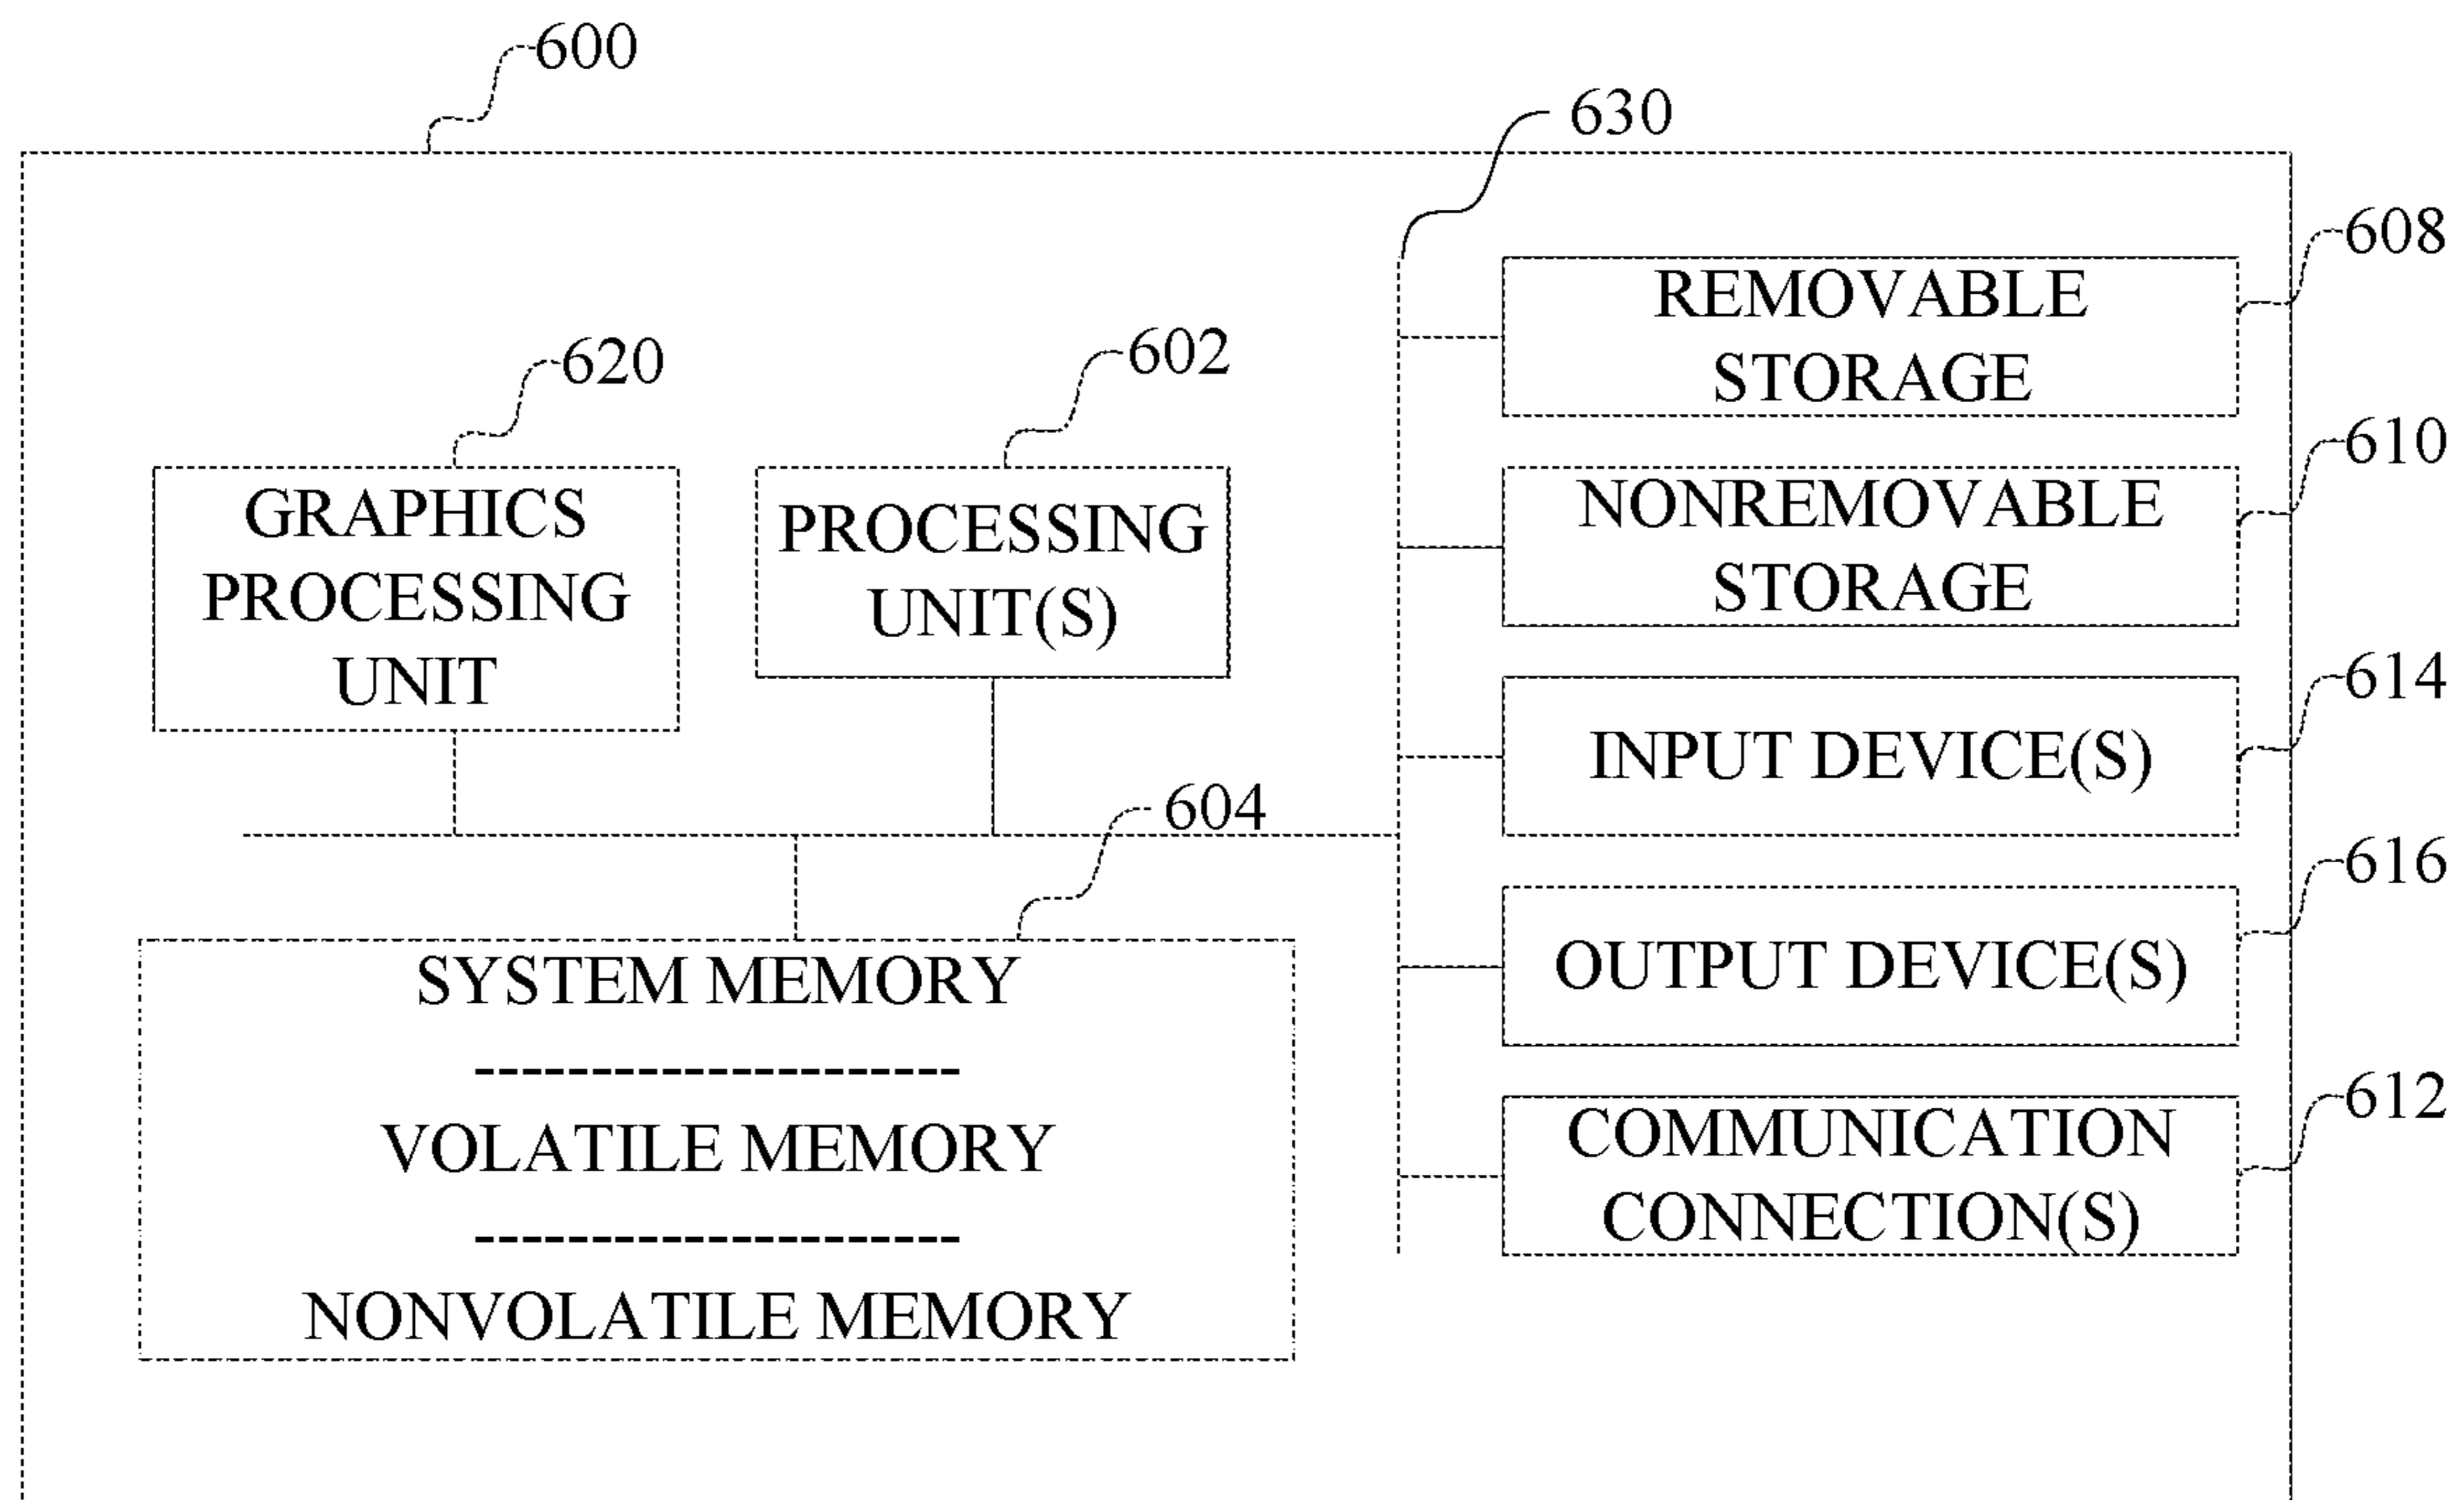 600
630
608
REMOVABLE
STORAGE
620
602
610
GRAPHICS
PROCESSING
UNIT
PROCESSING
UNIT(S)
NONREMOVABLE
STORAGE
614
INPUT DEVICE(S)
604
616
OUTPUT DEVICE(S)
SYSTEM MEMORY
VOLATILE MEMORY
NONVOLATILE MEMORY
612
COMMUNICATION
CONNECTION(S)